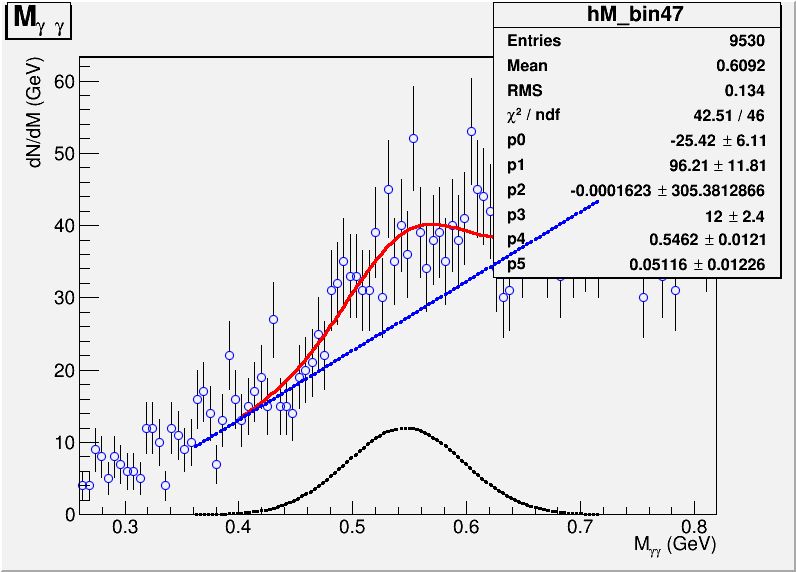 M γ γ
hM_bin47
Entries 9530
Mean 0.6092
RMS 0.134
χ² / ndf 42.51 / 46
p0 -25.42 ± 6.11
p1 96.21 ± 11.81
p2 -0.0001623 ± 305.3812866
p3 12 ± 2.4
p4 0.5462 ± 0.0121
p5 0.05116 ± 0.01226
dN/dM (GeV)
60
50
40
30
20
10
0
0.3 0.4 0.5 0.6 0.7 0.8
Mγγ (GeV)